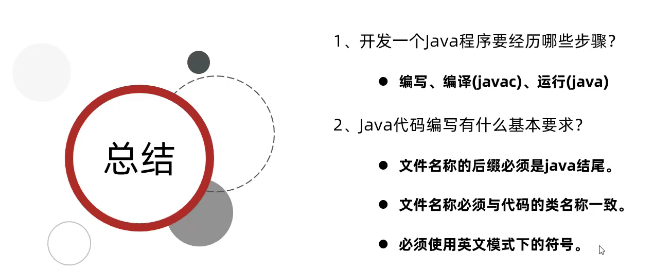 总结
1、开发一个Java程序要经历哪些步骤？
● 编写、编译(javac)、运行(java)
2、Java代码编写有什么基本要求？
● 文件名称的后缀必须是java结尾。
● 文件名称必须与代码的类名称一致。
● 必须使用英文模式下的符号。